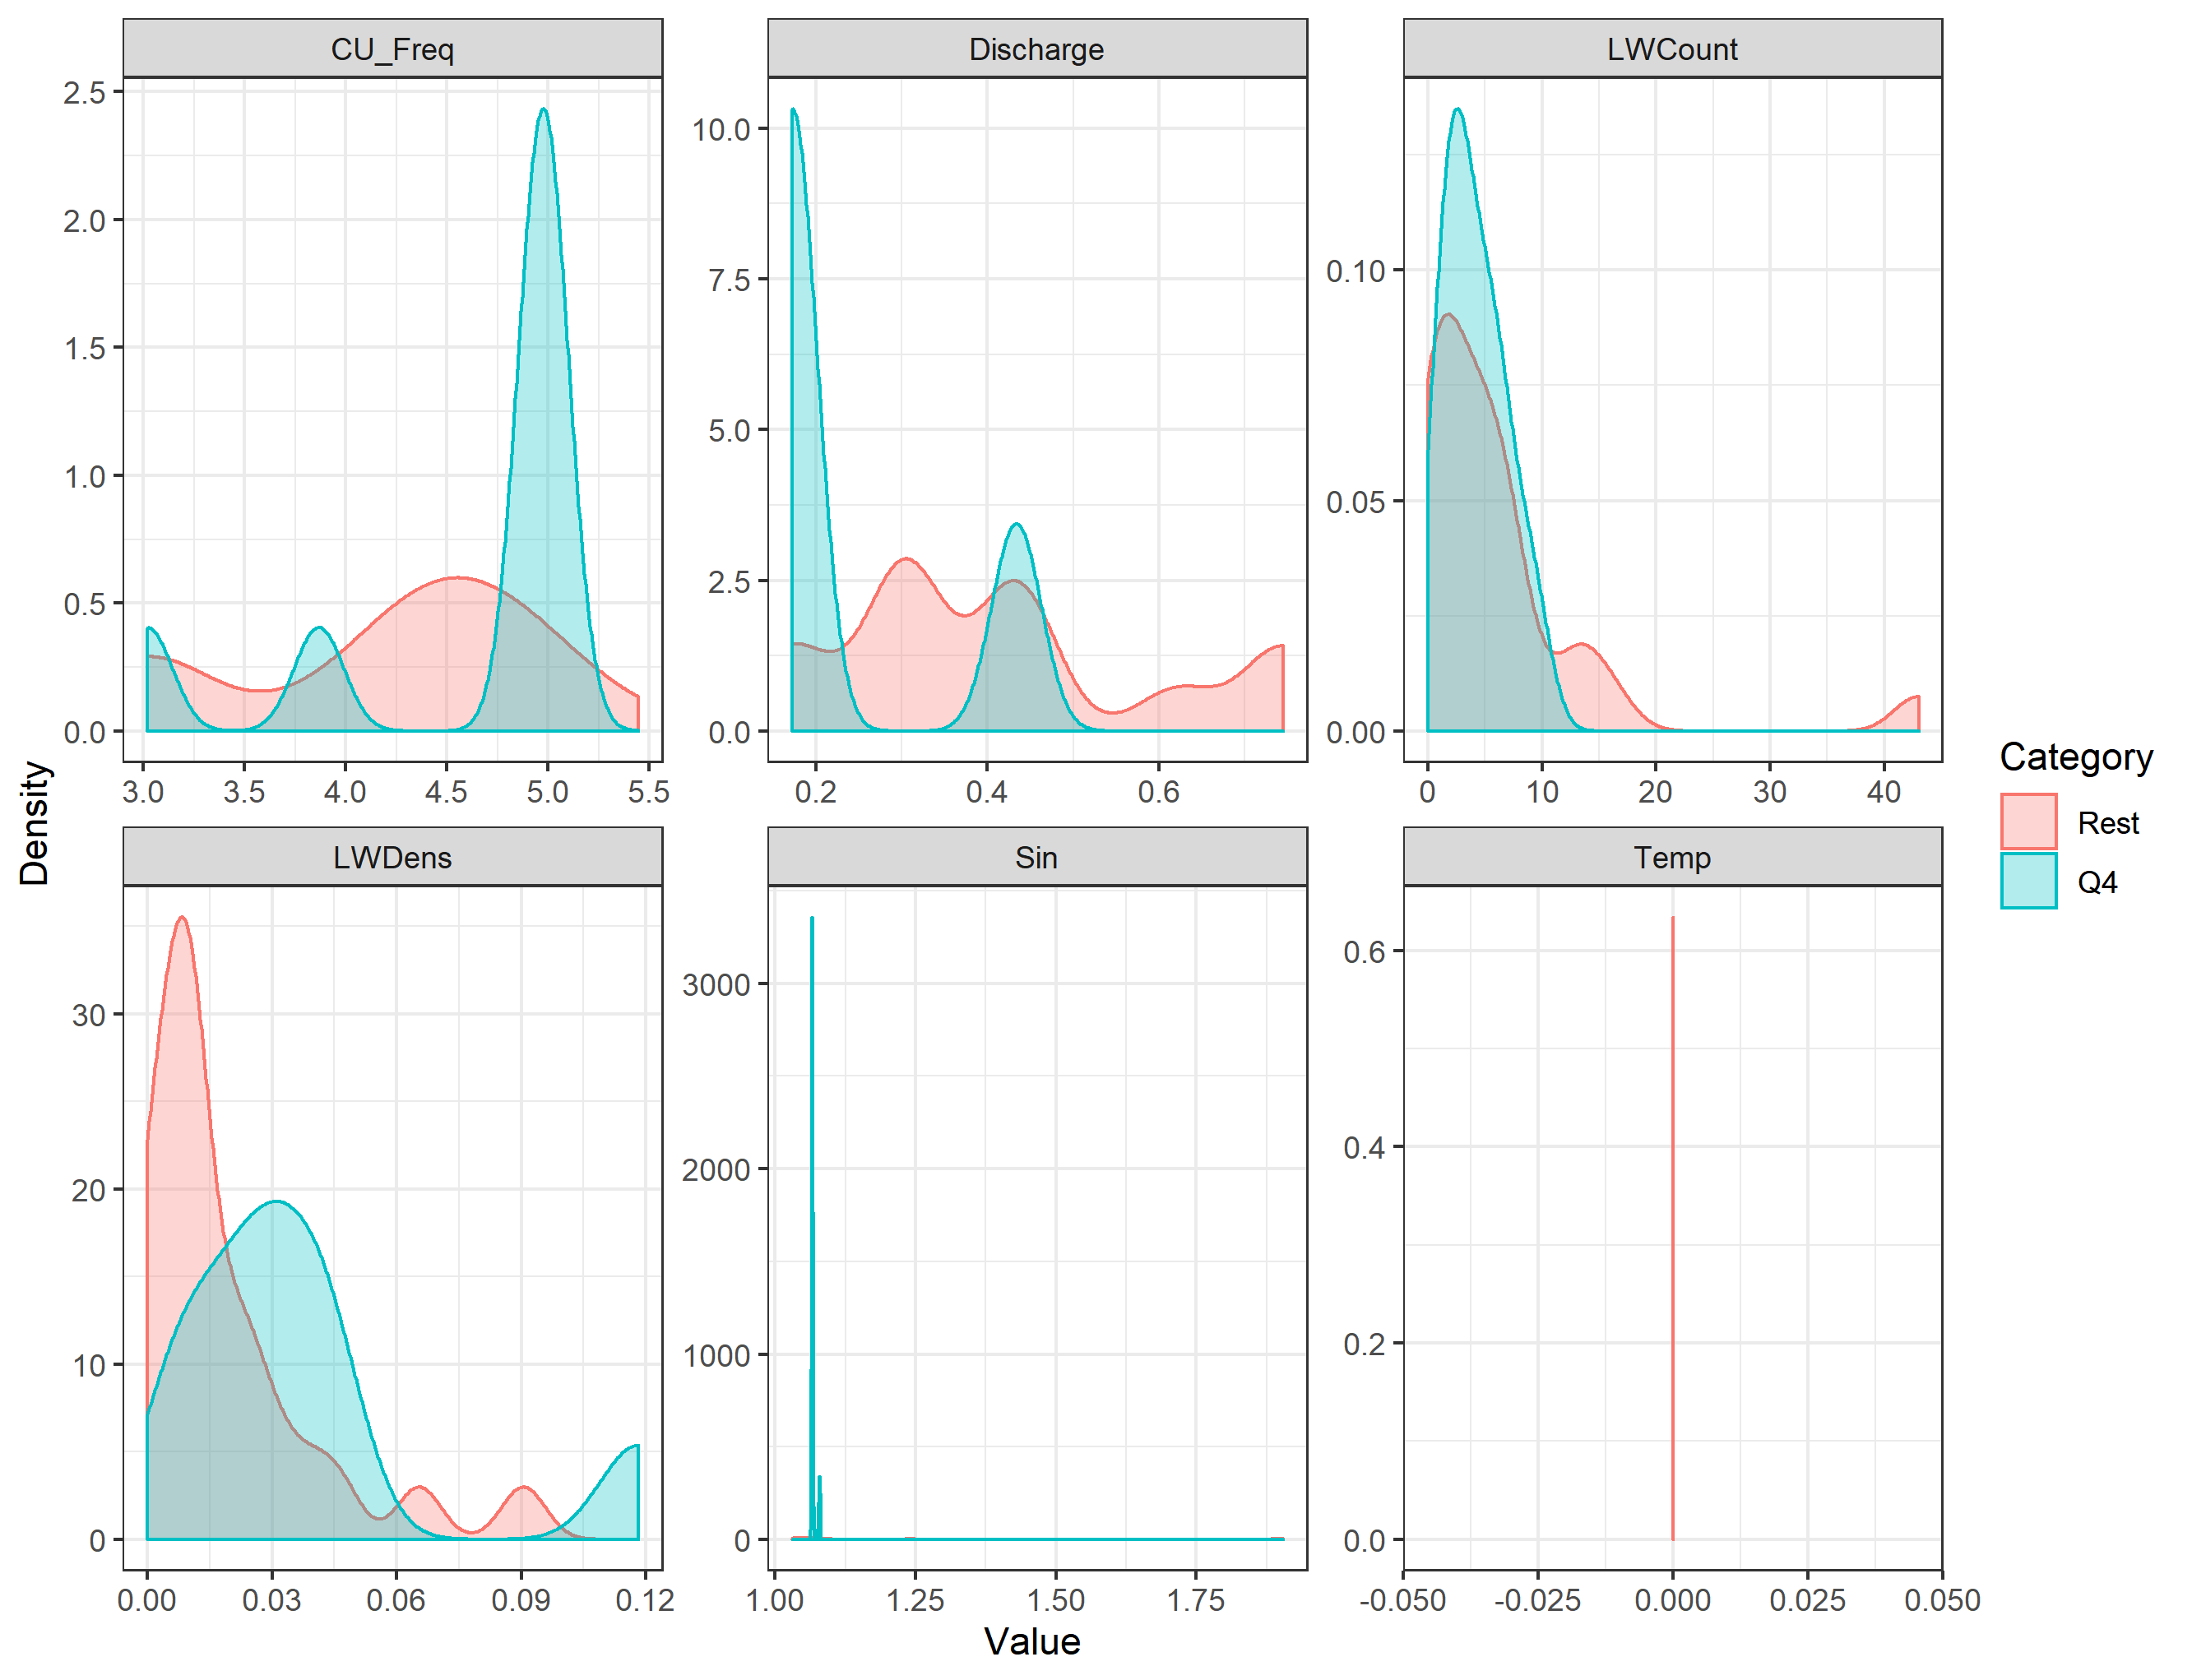 CU_Freq
Discharge
LWCount
2.5
2.0
1.5
1.0
0.5
0.0
10.0
7.5
5.0
2.5
0.0
0.10
0.05
0.00
3.0 3.5 4.0 4.5 5.0 5.5
0.2 0.4 0.6
0 10 20 30 40
LWDens
Sin
Temp
30
20
10
0
3000
2000
1000
0
0.6
0.4
0.2
0.0
0.00 0.03 0.06 0.09 0.12
1.00 1.25 1.50 1.75
-0.050 -0.025 0.000 0.025 0.050
Density
Value
Category
Rest
Q4